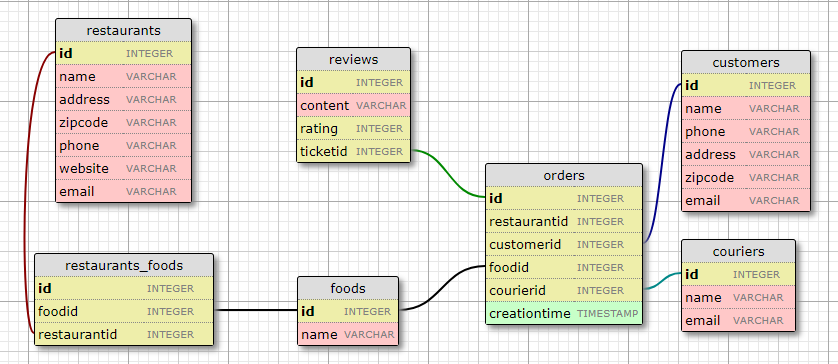 restaurants
id INTEGER
name VARCHAR
address VARCHAR
zipcode VARCHAR
phone VARCHAR
website VARCHAR
email VARCHAR
reviews
id INTEGER
content VARCHAR
rating INTEGER
ticketid INTEGER
customers
id INTEGER
name VARCHAR
phone VARCHAR
address VARCHAR
zipcode VARCHAR
email VARCHAR
orders
id INTEGER
restaurantid INTEGER
customerid INTEGER
foodid INTEGER
courierid INTEGER
creationtime TIMESTAMP
couriers
id INTEGER
name VARCHAR
email VARCHAR
restaurants_foods
id INTEGER
foodid INTEGER
restaurantid INTEGER
foods
id INTEGER
name VARCHAR